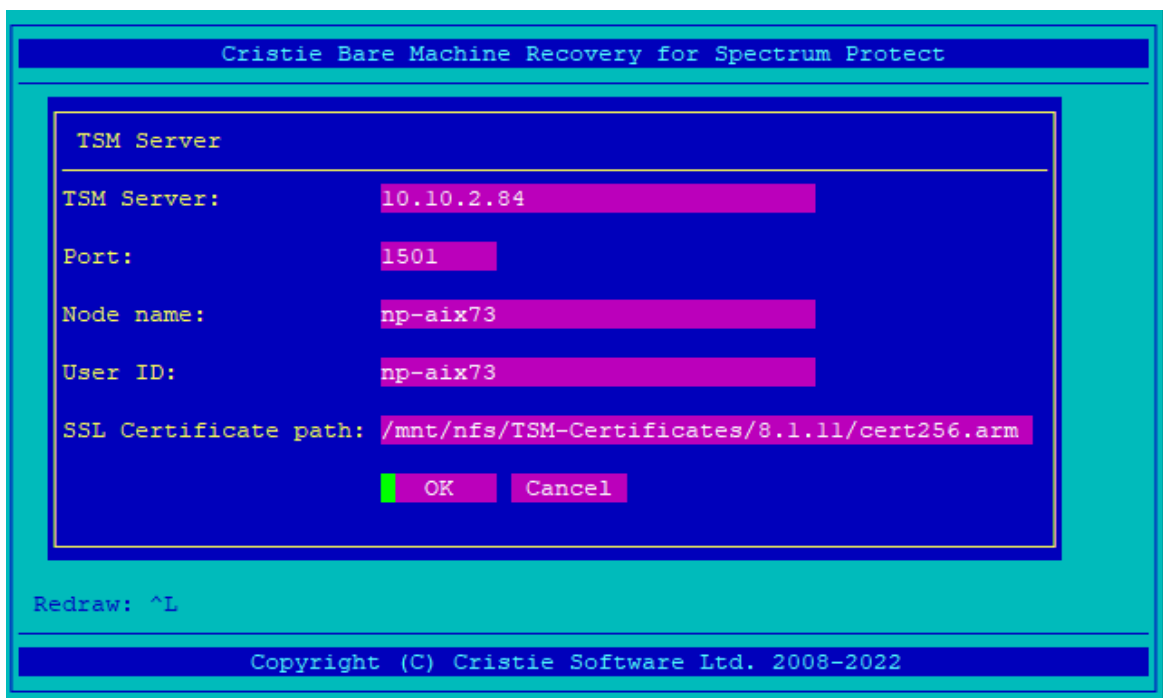 Cristie Bare Machine Recovery for Spectrum Protect
TSM Server
TSM Server: 10.10.2.84
Port: 1501
Node name: np-aix73
User ID: np-aix73
SSL Certificate path: /mnt/nfs/TSM-Certificates/8.1.11/cert256.arm
OK Cancel
Redraw: ^L
Copyright (C) Cristie Software Ltd. 2008-2022